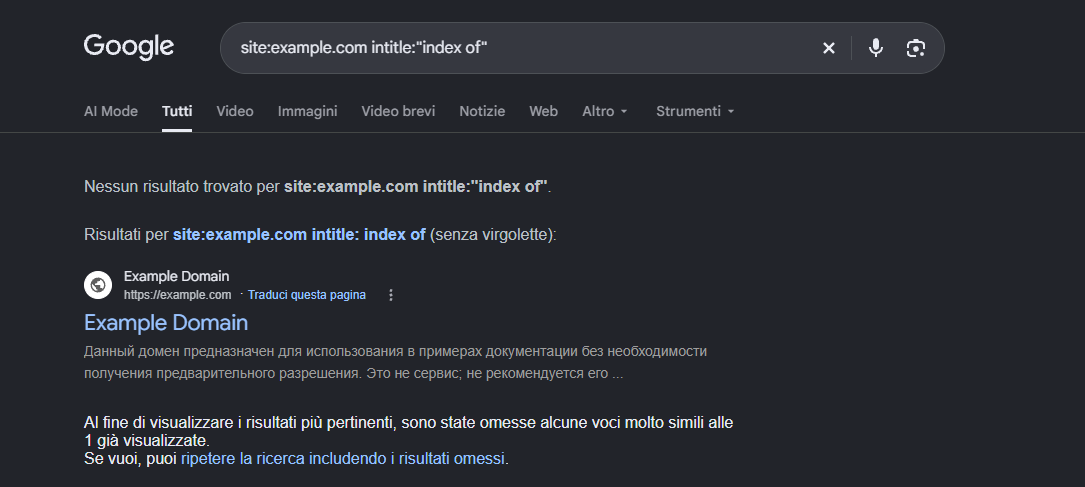 Google
site:example.com intitle:"index of"
AI Mode Tutti Video Immagini Video brevi Notizie Web Altro Strumenti
Nessun risultato trovato per site:example.com intitle:"index of".
Risultati per site:example.com intitle: index of (senza virgolette):
Example Domain
https://example.com · Traduci questa pagina
Example Domain
Данный домен предназначен для использования в примерах документации без необходимости
получения предварительного разрешения. Это не сервис; не рекомендуется его ...
Al fine di visualizzare i risultati più pertinenti, sono state omesse alcune voci molto simili alle
1 già visualizzate.
Se vuoi, puoi ripetere la ricerca includendo i risultati omessi.